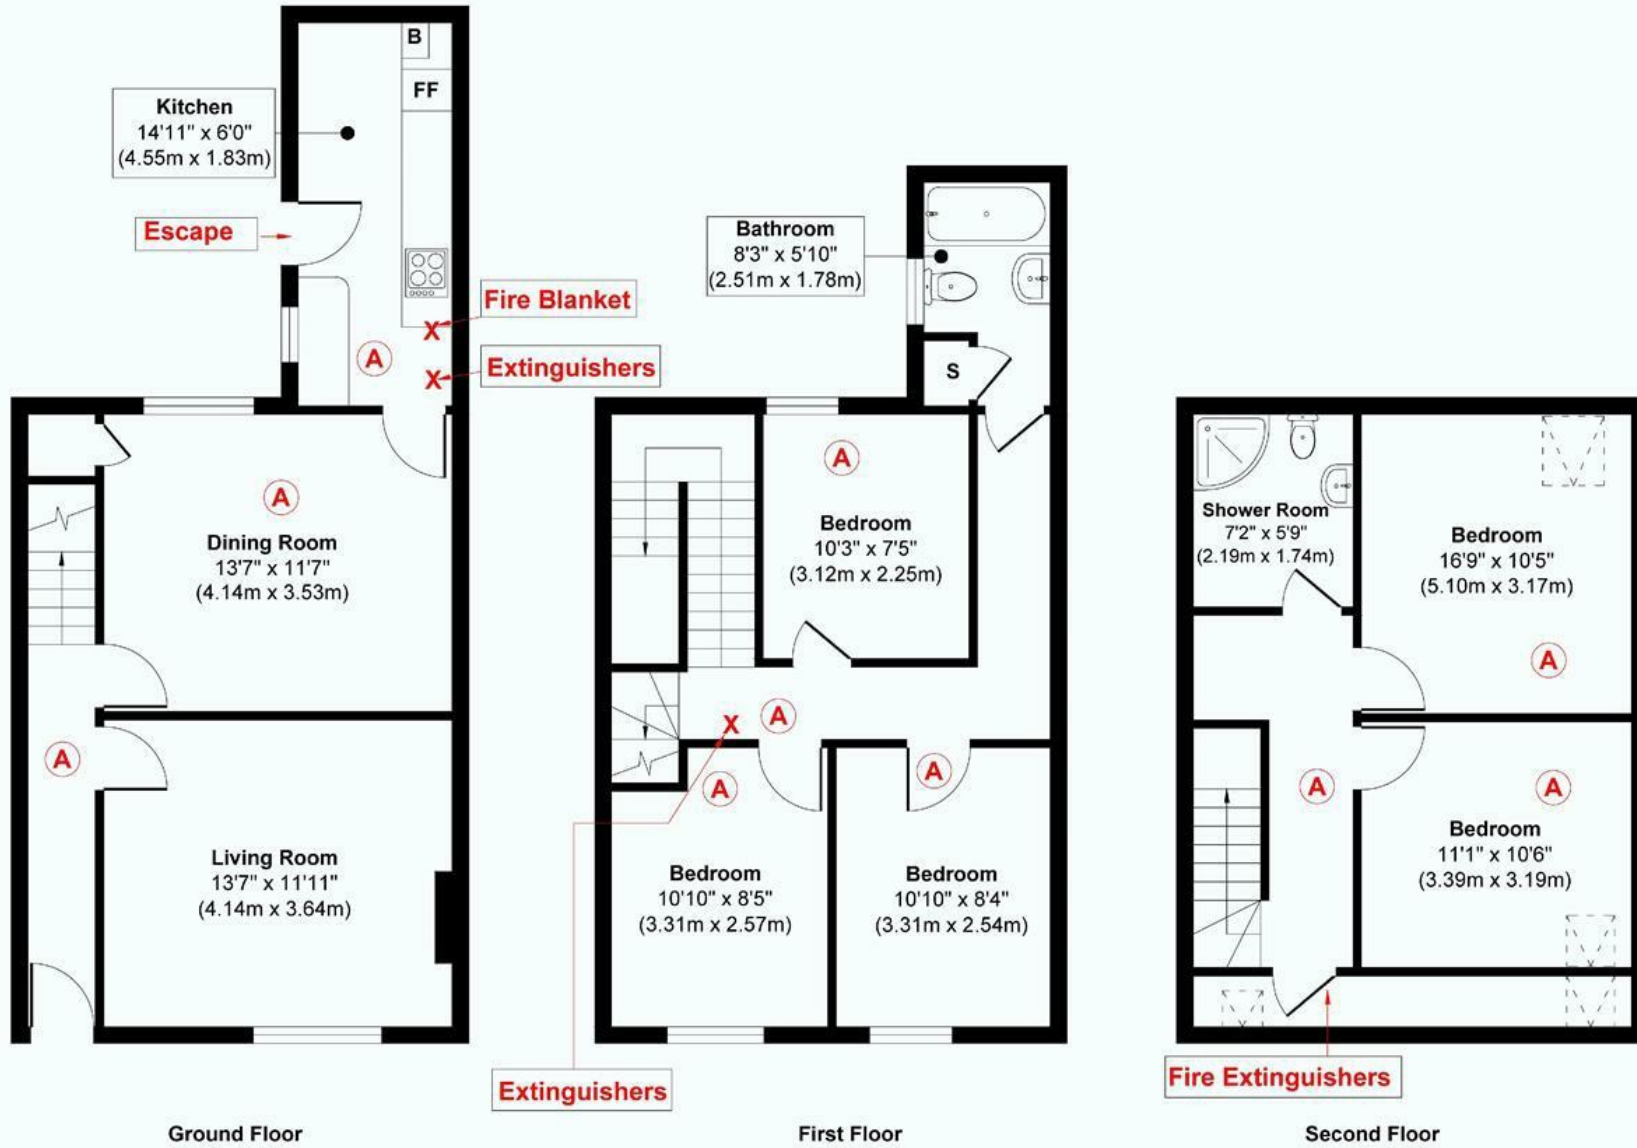 B
FF
Kitchen
14'11" x 6'0"
(4.55m x 1.83m)
Escape
Fire Blanket
X
A
Extinguishers
X
A
Dining Room
13'7" x 11'7"
(4.14m x 3.53m)
A
Living Room
13'7" x 11'11"
(4.14m x 3.64m)
Ground Floor
Bathroom
8'3" x 5'10"
(2.51m x 1.78m)
S
A
Bedroom
10'3" x 7'5"
(3.12m x 2.25m)
X
A
A
A
Bedroom
10'10" x 8'5"
(3.31m x 2.57m)
Bedroom
10'10" x 8'4"
(3.31m x 2.54m)
Extinguishers
First Floor
Shower Room
7'2" x 5'9"
(2.19m x 1.74m)
Bedroom
16'9" x 10'5"
(5.10m x 3.17m)
A
A
A
Bedroom
11'1" x 10'6"
(3.39m x 3.19m)
Fire Extinguishers
Second Floor